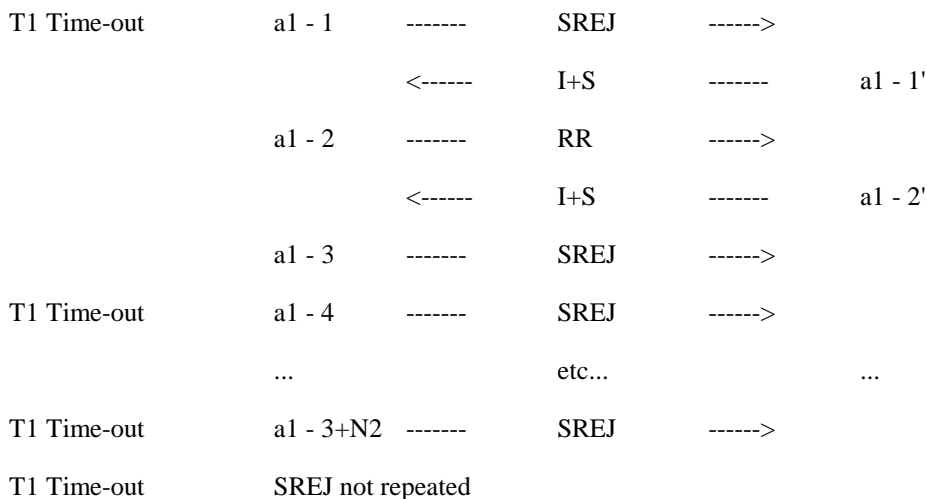 T1 Time-out a1 - 1 ------- SREJ ------>
<------ I+S ------- a1 - 1'
a1 - 2 ------- RR ------>
<------ I+S ------- a1 - 2'
a1 - 3 ------- SREJ ------>
T1 Time-out a1 - 4 ------- SREJ ------>
... etc... ...
T1 Time-out a1 - 3+N2 ------- SREJ ------>
T1 Time-out SREJ not repeated